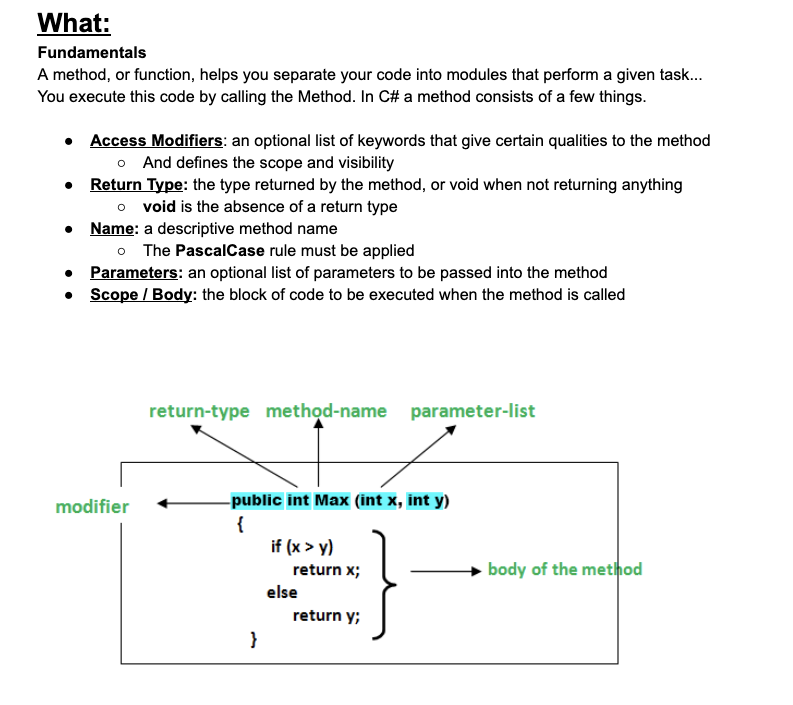 What:
Fundamentals
A method, or function, helps you separate your code into modules that perform a given task...
You execute this code by calling the Method. In C# a method consists of a few things.
● Access Modifiers: an optional list of keywords that give certain qualities to the method
○ And defines the scope and visibility
● Return Type: the type returned by the method, or void when not returning anything
○ void is the absence of a return type
● Name: a descriptive method name
○ The PascalCase rule must be applied
● Parameters: an optional list of parameters to be passed into the method
● Scope / Body: the block of code to be executed when the method is called
return-type method-name parameter-list
modifier
public int Max (int x, int y)
{
if (x > y)
return x;
else
return y;
}
body of the method